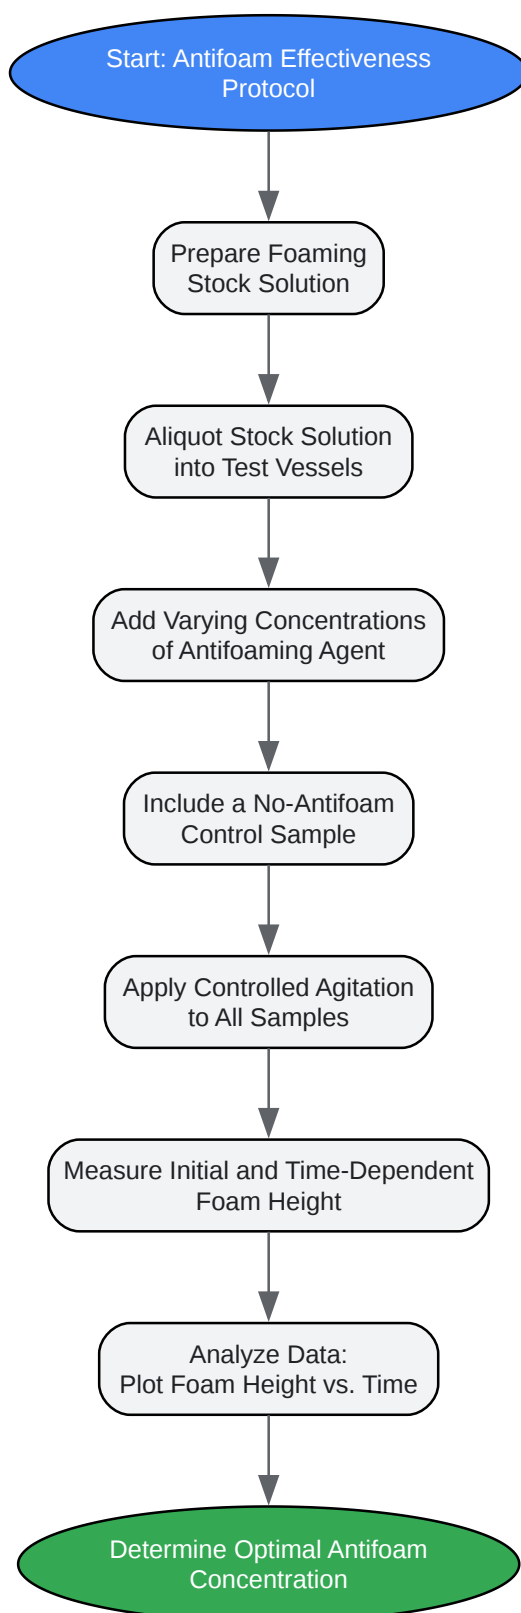 Start: Antifoam Effectiveness
Protocol
Prepare Foaming
Stock Solution
Aliquot Stock Solution
into Test Vessels
Add Varying Concentrations
of Antifoaming Agent
Include a No-Antifoam
Control Sample
Apply Controlled Agitation
to All Samples
Measure Initial and Time-Dependent
Foam Height
Analyze Data:
Plot Foam Height vs. Time
Determine Optimal Antifoam
Concentration